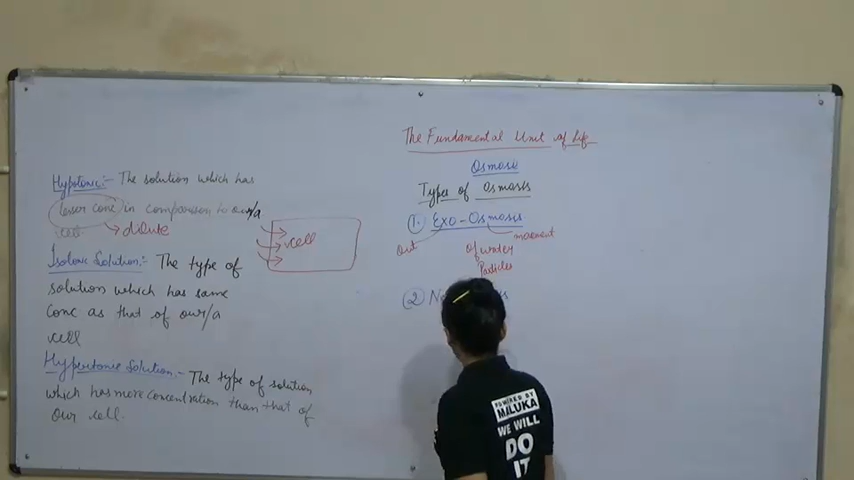 Hypotonic:- The solution which has
lesser conc in comparison to our/a
cell → dilute
cell
Isotonic Solution:- The type of
solution which has same
conc as that of our/a
cell
Hypertonic Solution:- The type of solution
which has more concentration than that of
our cell.
The Fundamental Unit of Life
Osmosis
Types of Osmosis
1. Exo-Osmosis
out
movement
of water
Particles
2
POWERED BY
MALUKA
WE WILL
DO
IT